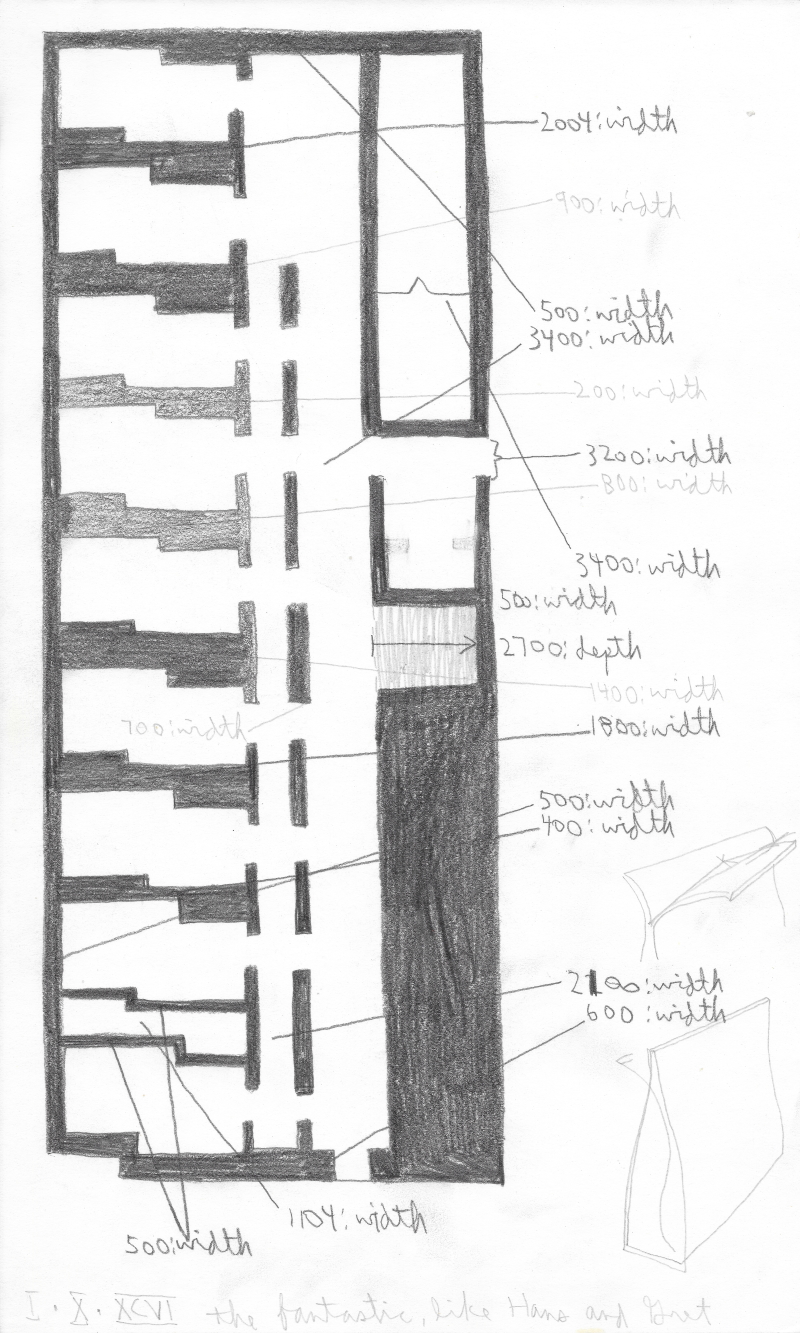 2004:width
900:width
500:width
3400:width
200:width
3200:width
800:width
3400:width
500:width
2700:depth
1400:width
700:width
1800:width
500:width
400:width
2100:width
600:width
1104:width
500:width
I·X·XCVI the fantastic, like Hans and Gret